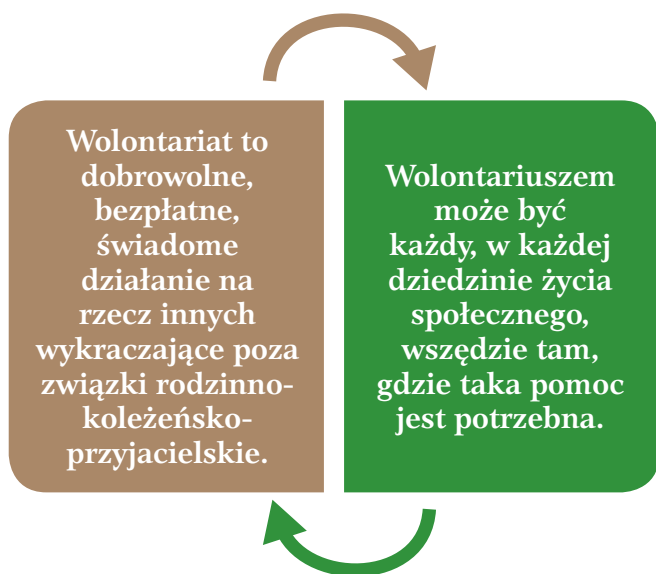 Wolontariat to
dobrowolne,
bezpłatne,
świadome
działanie na
rzecz innych
wykraczające poza
związki rodzinno-
koleżeńsko-
przyjacielskie.
Wolontariuszem
może być
każdy, w każdej
dziedzinie życia
społecznego,
wszędzie tam,
gdzie taka pomoc
jest potrzebna.